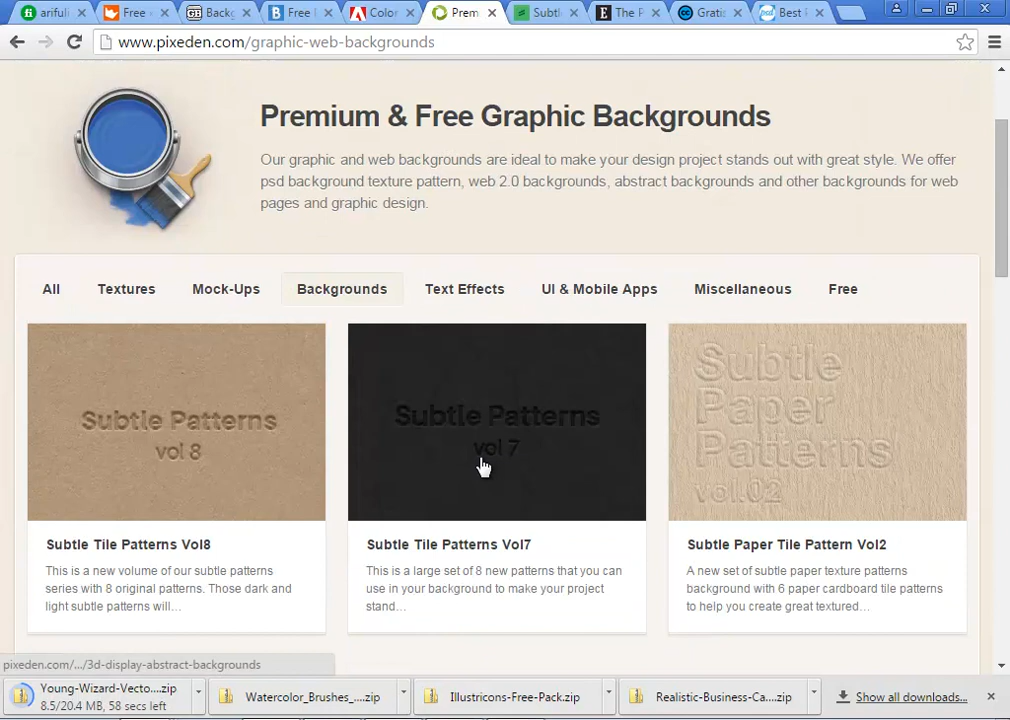 arifuli
Free
Backg
Free
Color
Prem
Subtl
The P
Gratis
Best
www.pixeden.com/graphic-web-backgrounds
Premium & Free Graphic Backgrounds
Our graphic and web backgrounds are ideal to make your design project stands out with great style. We offer
psd background texture pattern, web 2.0 backgrounds, abstract backgrounds and other backgrounds for web
pages and graphic design.
All Textures Mock-Ups Backgrounds Text Effects UI & Mobile Apps Miscellaneous Free
Subtle Patterns
vol 8
Subtle Patterns
vol 7
Subtle
Paper
Patterns
vol.02
Subtle Tile Patterns Vol8
This is a new volume of our subtle patterns
series with 8 original patterns. Those dark and
light subtle patterns will...
Subtle Tile Patterns Vol7
This is a large set of 8 new patterns that you can
use in your background to make your project
stand...
Subtle Paper Tile Pattern Vol2
A new set of subtle paper texture patterns
background with 6 paper cardboard tile patterns
to help you create great textured...
pixeden.com/.../3d-display-abstract-backgrounds
Young-Wizard-Vecto....zip
8.5/20.4 MB, 58 secs left
Watercolor_Brushes_....zip
Illustricons-Free-Pack.zip
Realistic-Business-Ca....zip
Show all downloads...